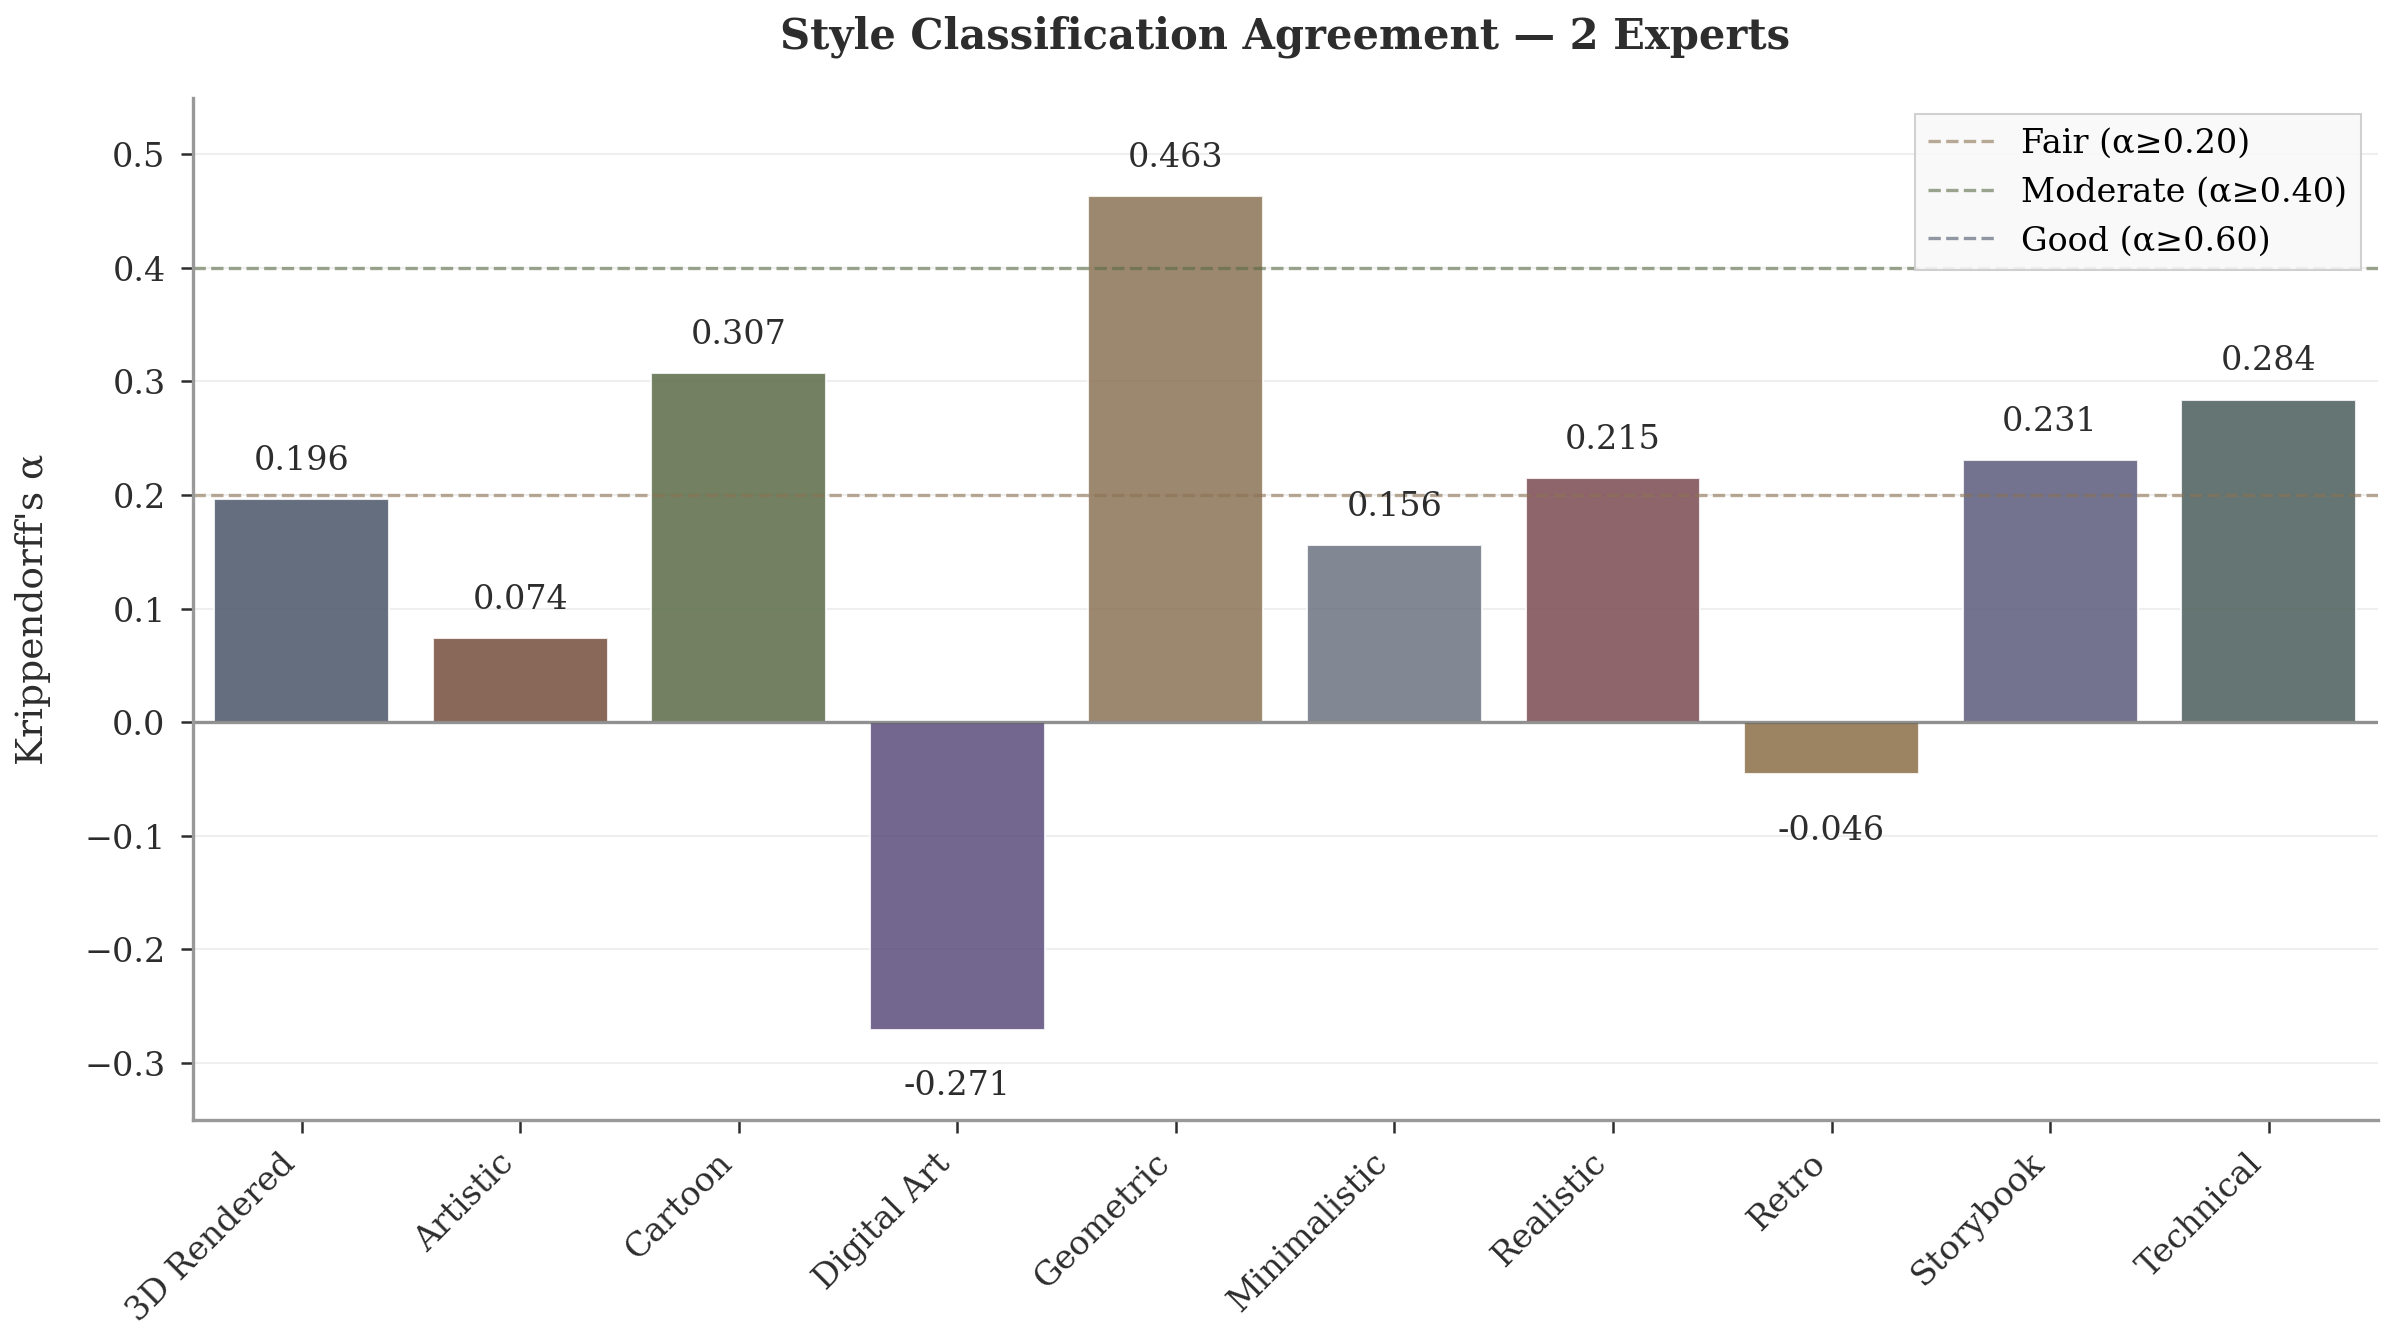 Style Classification Agreement — 2 Experts
Krippendorff's α
0.5
0.4
0.3
0.2
0.1
0.0
−0.1
−0.2
−0.3
Fair (α≥0.20)
Moderate (α≥0.40)
Good (α≥0.60)
0.196
0.074
0.307
-0.271
0.463
0.156
0.215
-0.046
0.231
0.284
3D Rendered
Artistic
Cartoon
Digital Art
Geometric
Minimalistic
Realistic
Retro
Storybook
Technical